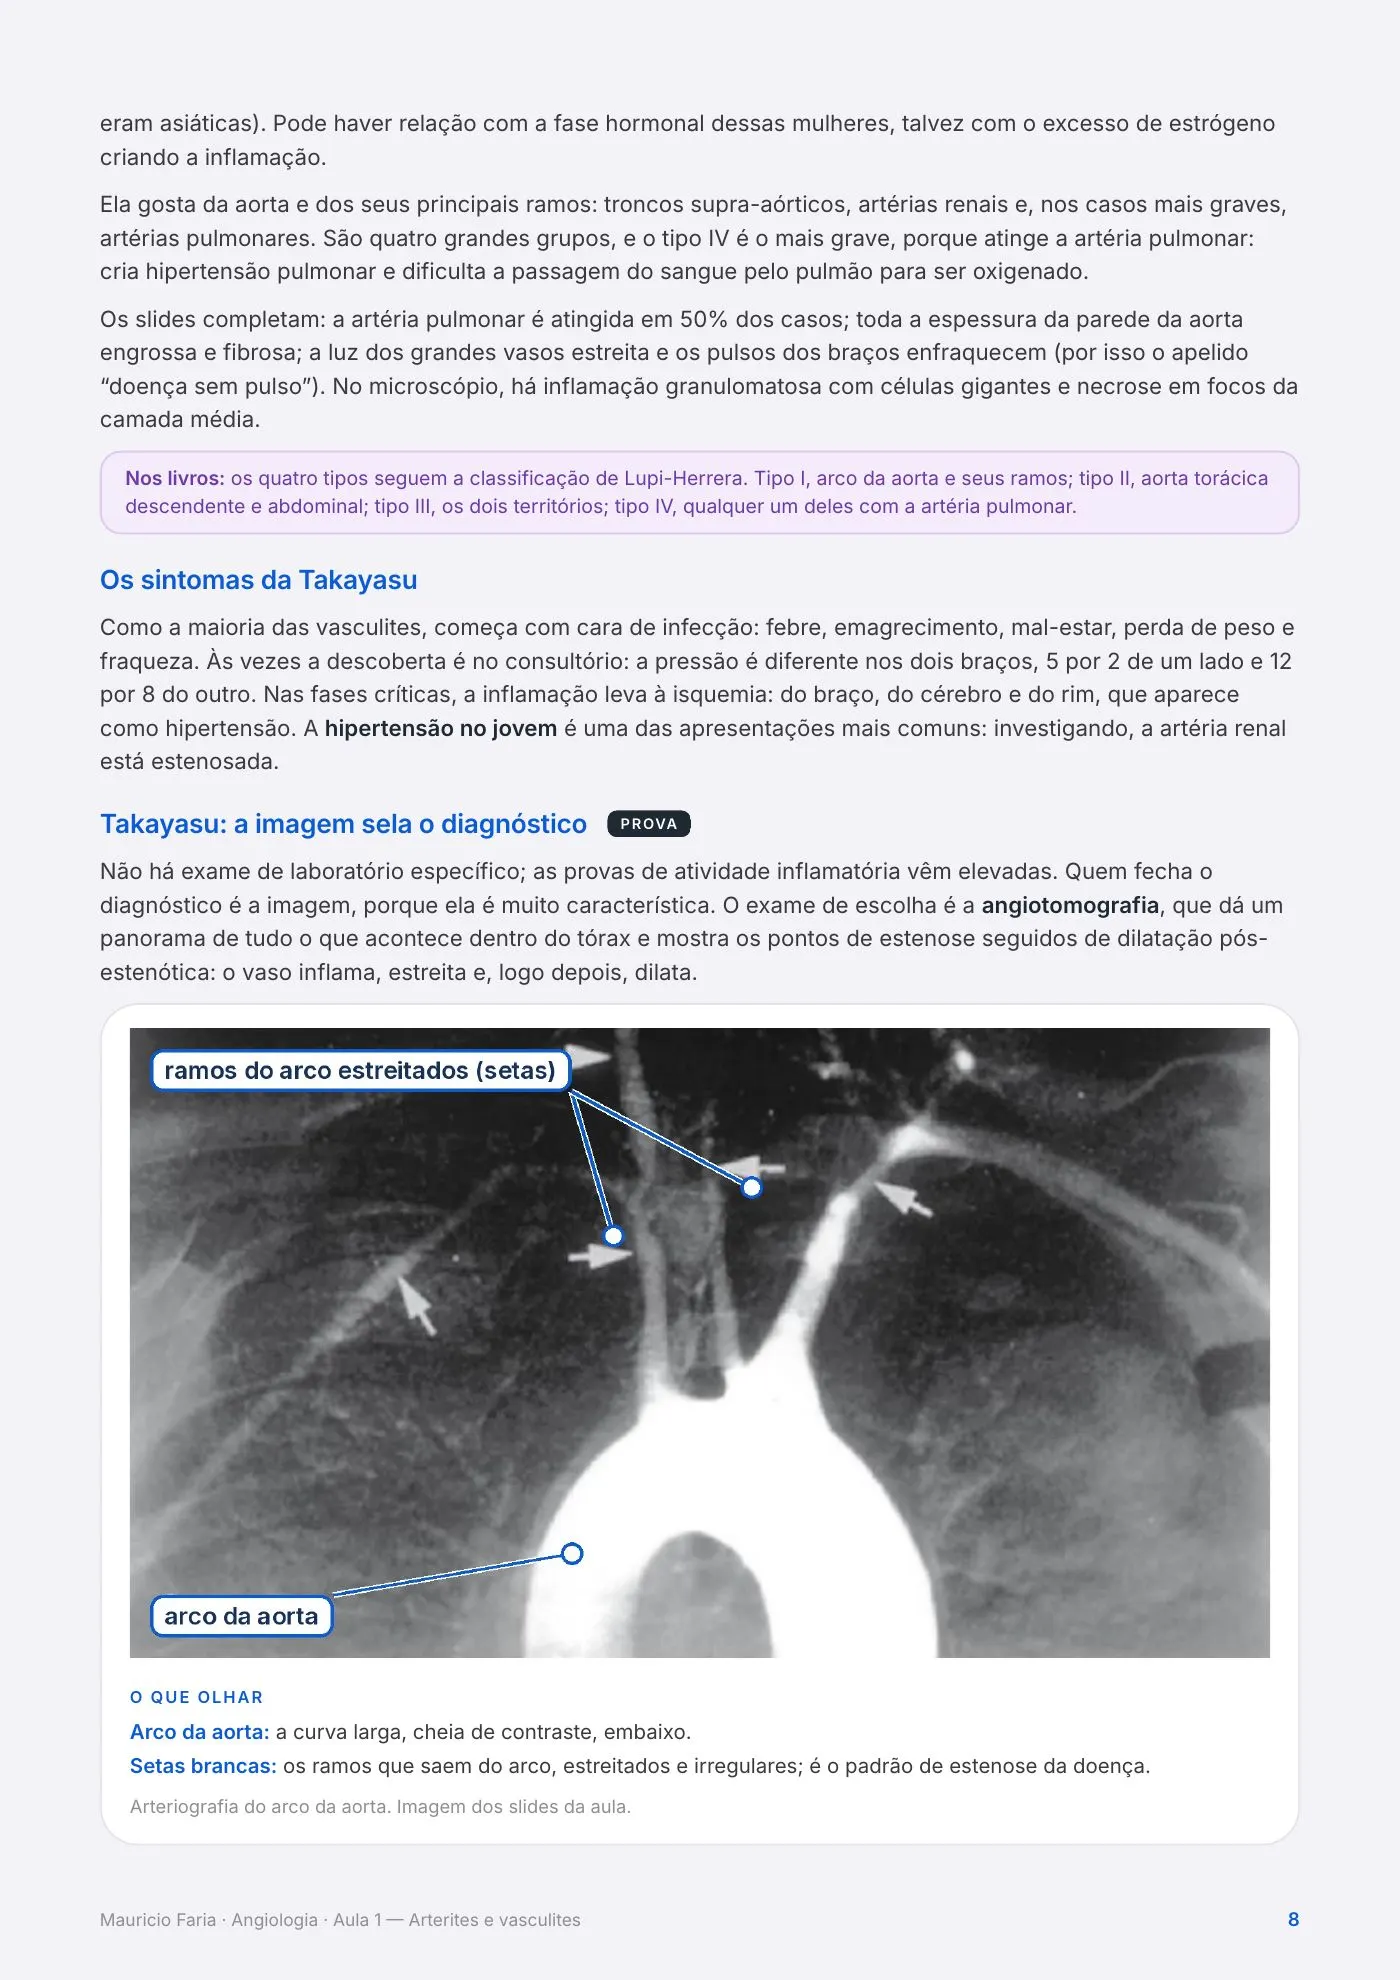 eram asiáticas). Pode haver relação com a fase hormonal dessas mulheres, talvez com o excesso de estrógeno
criando a inflamação.
Ela gosta da aorta e dos seus principais ramos: troncos supra-aórticos, artérias renais e, nos casos mais graves,
artérias pulmonares. São quatro grandes grupos, e o tipo IV é o mais grave, porque atinge a artéria pulmonar:
cria hipertensão pulmonar e dificulta a passagem do sangue pelo pulmão para ser oxigenado.
Os slides completam: a artéria pulmonar é atingida em 50% dos casos; toda a espessura da parede da aorta
engrossa e fibrosa; a luz dos grandes vasos estreita e os pulsos dos braços enfraquecem (por isso o apelido
“doença sem pulso”). No microscópio, há inflamação granulomatosa com células gigantes e necrose em focos da
camada média.
Nos livros: os quatro tipos seguem a classificação de Lupi-Herrera. Tipo I, arco da aorta e seus ramos; tipo II, aorta torácica
descendente e abdominal; tipo III, os dois territórios; tipo IV, qualquer um deles com a artéria pulmonar.
Os sintomas da Takayasu
Como a maioria das vasculites, começa com cara de infecção: febre, emagrecimento, mal-estar, perda de peso e
fraqueza. Às vezes a descoberta é no consultório: a pressão é diferente nos dois braços, 5 por 2 de um lado e 12
por 8 do outro. Nas fases críticas, a inflamação leva à isquemia: do braço, do cérebro e do rim, que aparece
como hipertensão. A hipertensão no jovem é uma das apresentações mais comuns: investigando, a artéria renal
está estenosada.
Takayasu: a imagem sela o diagnóstico PROVA
Não há exame de laboratório específico; as provas de atividade inflamatória vêm elevadas. Quem fecha o
diagnóstico é a imagem, porque ela é muito característica. O exame de escolha é a angiotomografia, que dá um
panorama de tudo o que acontece dentro do tórax e mostra os pontos de estenose seguidos de dilatação pós-
estenótica: o vaso inflama, estreita e, logo depois, dilata.
ramos do arco estreitados (setas)
arco da aorta
O QUE OLHAR
Arco da aorta: a curva larga, cheia de contraste, embaixo.
Setas brancas: os ramos que saem do arco, estreitados e irregulares; é o padrão de estenose da doença.
Arteriografia do arco da aorta. Imagem dos slides da aula.
Mauricio Faria · Angiologia · Aula 1 — Arterites e vasculites
8